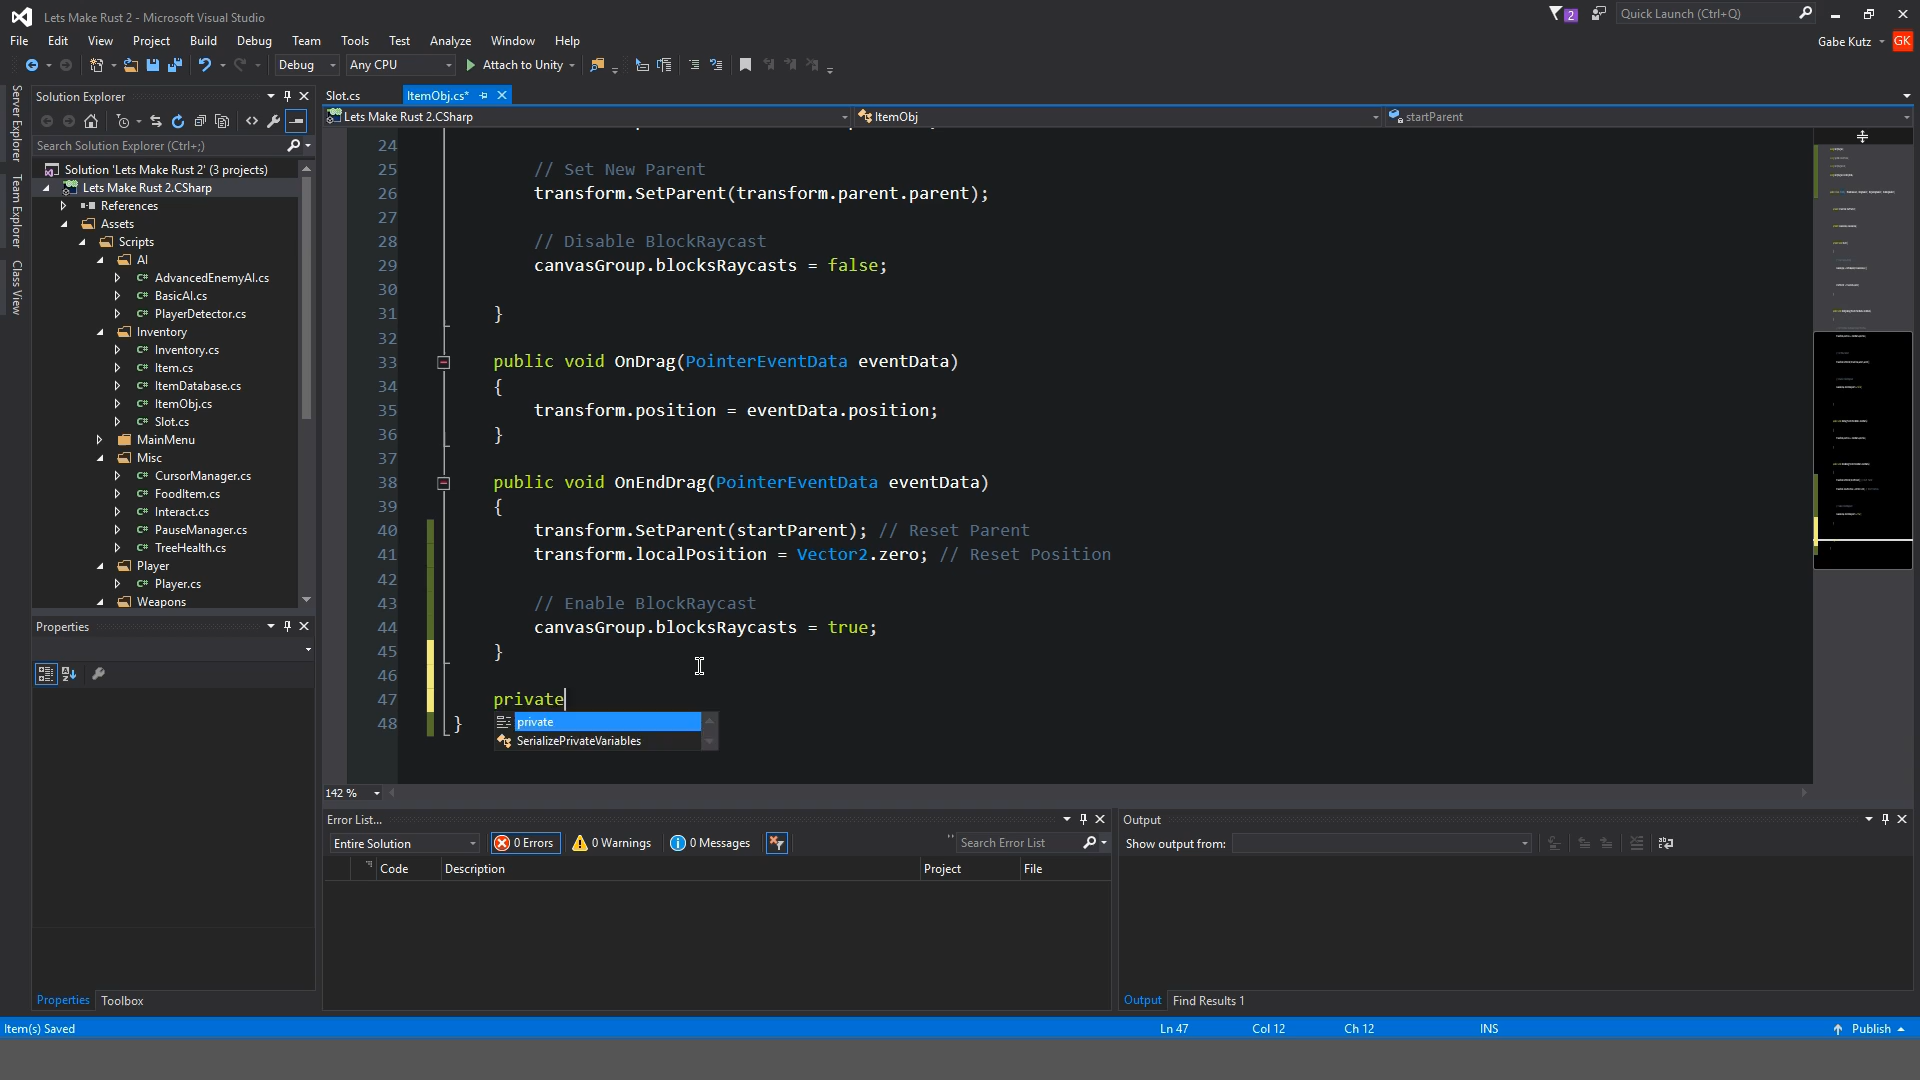 Lets Make Rust 2 - Microsoft Visual Studio
2
Quick Launch (Ctrl+Q)
File Edit View Project Build Debug Team Tools Test Analyze Window Help
Gabe Kutz GK
Debug Any CPU Attach to Unity
Server Explorer
Team Explorer
Class View
Solution Explorer
Search Solution Explorer (Ctrl+;)
Solution 'Lets Make Rust 2' (3 projects)
Lets Make Rust 2.CSharp
References
Assets
Scripts
AI
AdvancedEnemyAI.cs
BasicAI.cs
PlayerDetector.cs
Inventory
Inventory.cs
Item.cs
ItemDatabase.cs
ItemObj.cs
Slot.cs
MainMenu
Misc
CursorManager.cs
FoodItem.cs
Interact.cs
PauseManager.cs
TreeHealth.cs
Player
Player.cs
Weapons
Properties
Properties Toolbox
Slot.cs ItemObj.cs*
Lets Make Rust 2.CSharp ItemObj startParent
24
25 // Set New Parent
26 transform.SetParent(transform.parent.parent);
27
28 // Disable BlockRaycast
29 canvasGroup.blocksRaycasts = false;
30
31 }
32
33 public void OnDrag(PointerEventData eventData)
34 {
35 transform.position = eventData.position;
36 }
37
38 public void OnEndDrag(PointerEventData eventData)
39 {
40 transform.SetParent(startParent); // Reset Parent
41 transform.localPosition = Vector2.zero; // Reset Position
42
43 // Enable BlockRaycast
44 canvasGroup.blocksRaycasts = true;
45 }
46
47 private
48 }
private
SerializePrivateVariables
142 %
Error List...
Entire Solution 0 Errors 0 Warnings 0 Messages Search Error List
Code Description Project File
Output
Show output from:
Output Find Results 1
Item(s) Saved Ln 47 Col 12 Ch 12 INS Publish